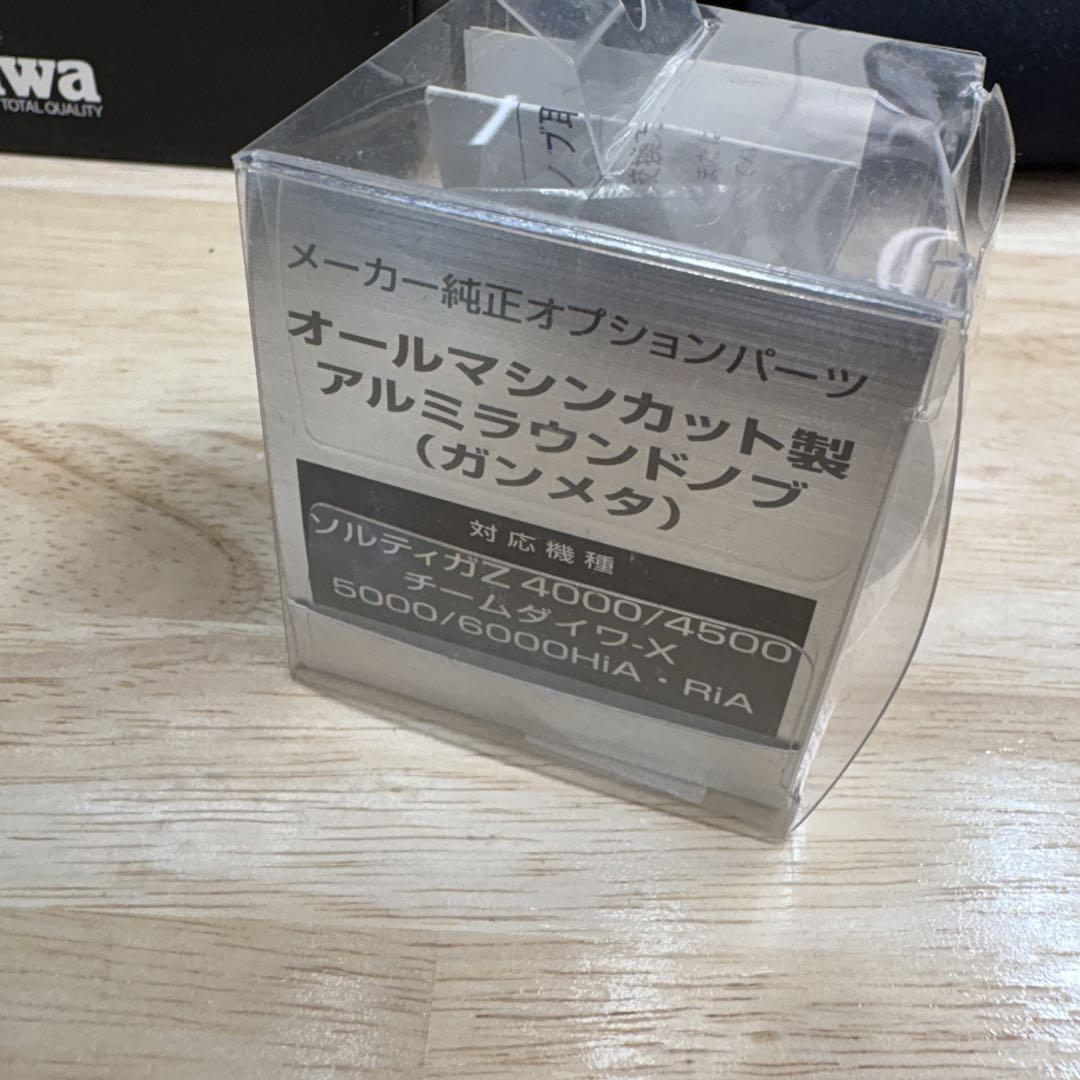 TOTAL QUALITY
メーカー純正オプションパーツ
オールマシンカット製
アルミラウンドノブ
(ガンメタ)
対応機種
ソルティガZ 4000/4500
チームダイワ-X
5000/6000HiA・RiA